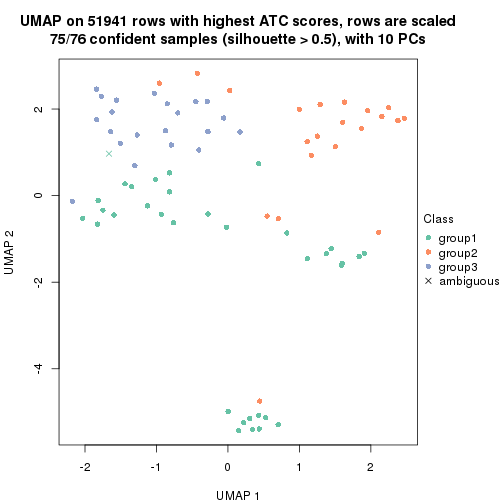 UMAP on 51941 rows with highest ATC scores, rows are scaled
75/76 confident samples (silhouette > 0.5), with 10 PCs
2
0
-2
-4
UMAP 2
-2
-1
0
1
2
UMAP 1
Class
group1
group2
group3
ambiguous